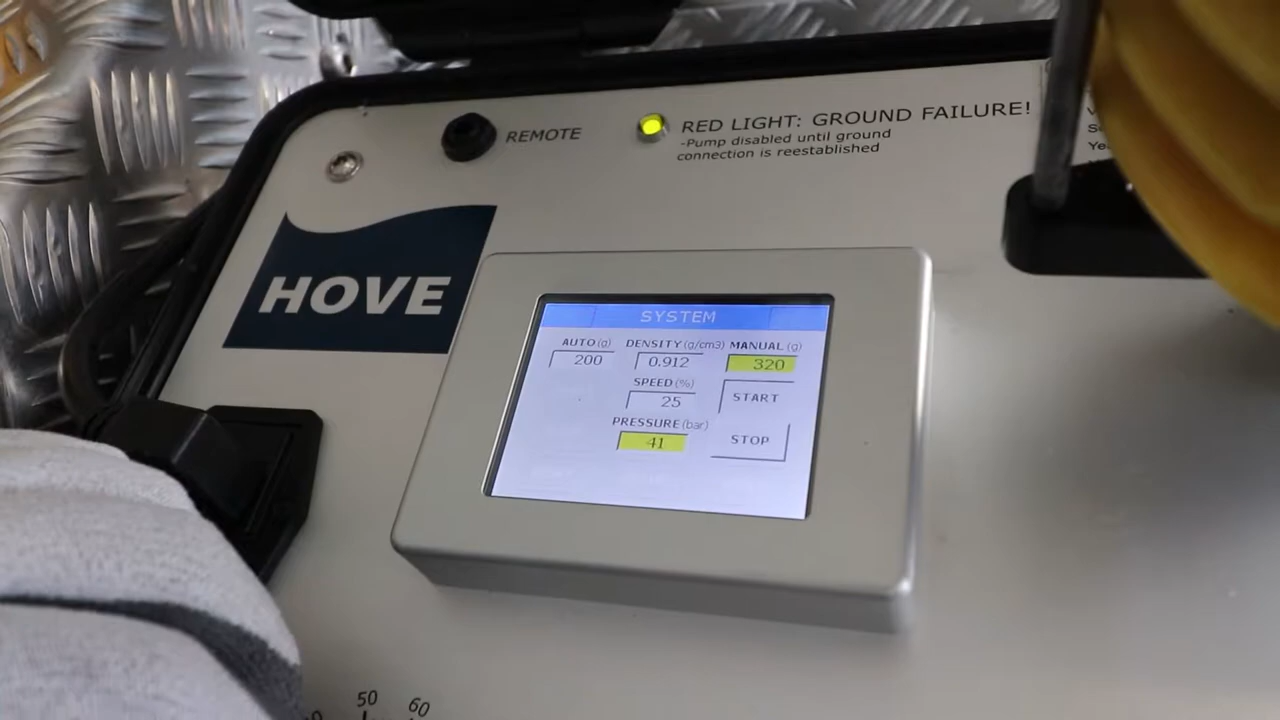 REMOTE
RED LIGHT: GROUND FAILURE!
-Pump disabled until ground
connection is reestablished
HOVE
SYSTEM
AUTO (g) DENSITY (g/cm3) MANUAL (g)
200 0.912 320
SPEED (%)
25
START
PRESSURE (bar)
41
STOP
50 60